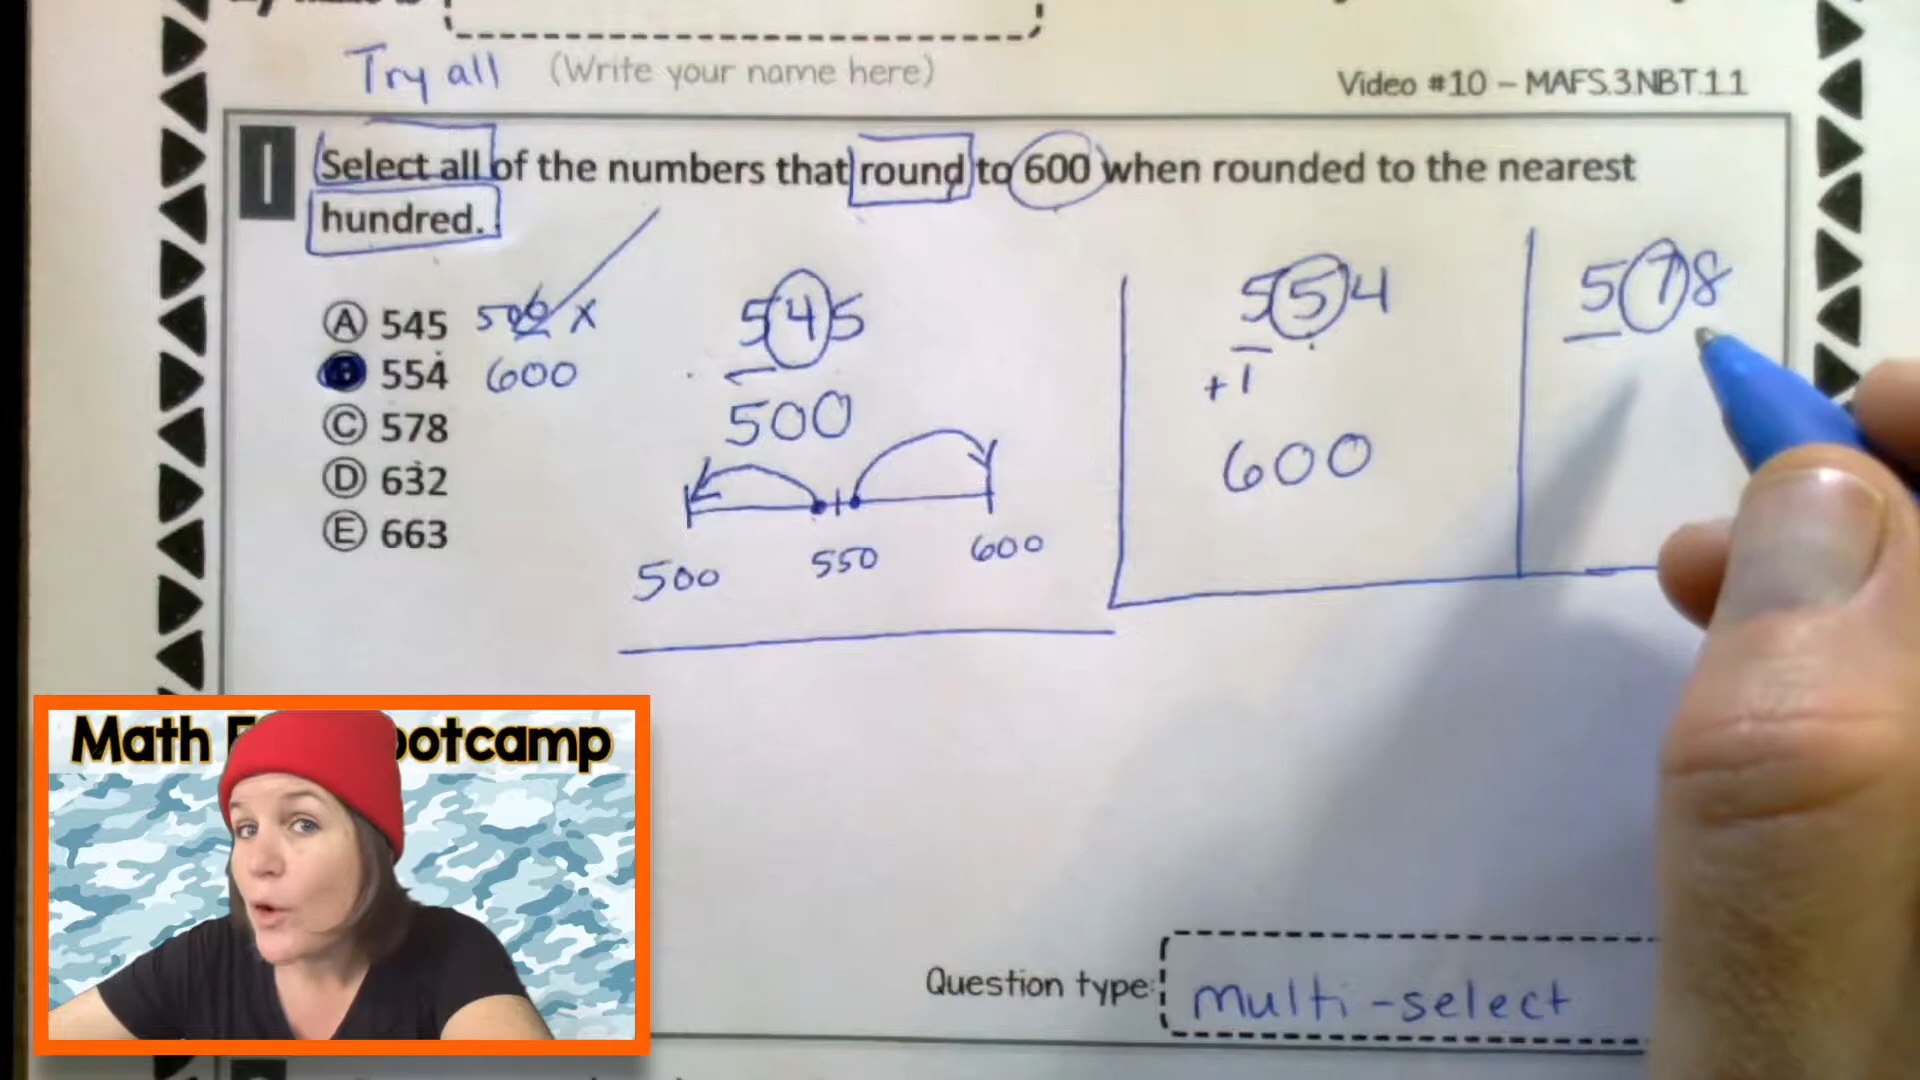 Try all (Write your name here)
Video #10 – MAFS.3.NBT.1.1
1 Select all of the numbers that round to 600 when rounded to the nearest
hundred.
A 545 X
B 554 600
C 578
D 632
E 663
545
500
500 550 600
554
+1
600
578
Question type: multi-select
Math ootcamp